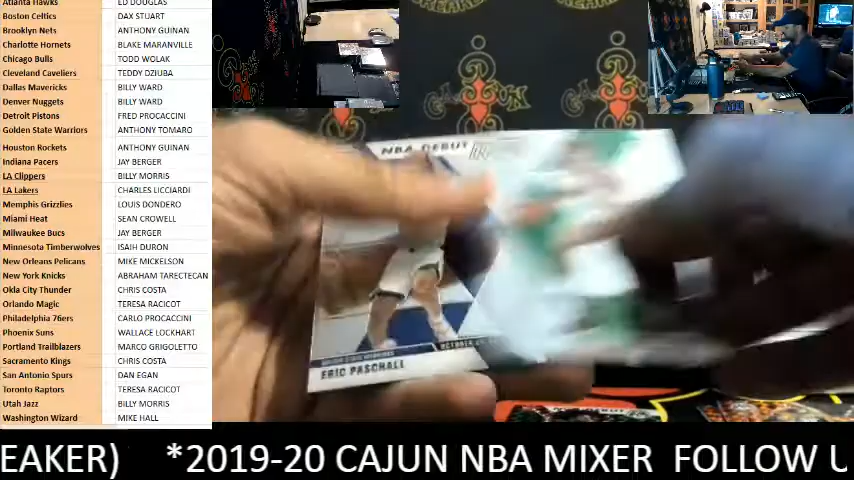 Atlanta Hawks ED DOUGLAS
Boston Celtics DAX STUART
Brooklyn Nets ANTHONY GUINAN
Charlotte Hornets BLAKE MARANVILLE
Chicago Bulls TODD WOLAK
Cleveland Cavaliers TEDDY DZIUBA
Dallas Mavericks BILLY WARD
Denver Nuggets BILLY WARD
Detroit Pistons FRED PROCACCINI
Golden State Warriors ANTHONY TOMARO
Houston Rockets ANTHONY GUINAN
Indiana Pacers JAY BERGER
LA Clippers BILLY MORRIS
LA Lakers CHARLES LICCIARDI
Memphis Grizzlies LOUIS DONDERO
Miami Heat SEAN CROWELL
Milwaukee Bucs JAY BERGER
Minnesota Timberwolves ISAIH DURON
New Orleans Pelicans MIKE MICKELSON
New York Knicks ABRAHAM TARECTECAN
Okla City Thunder CHRIS COSTA
Orlando Magic TERESA RACICOT
Philadelphia 76ers CARLO PROCACCINI
Phoenix Suns WALLACE LOCKHART
Portland Trailblazers MARCO GRIGOLETTO
Sacramento Kings CHRIS COSTA
San Antonio Spurs DAN EGAN
Toronto Raptors TERESA RACICOT
Utah Jazz BILLY MORRIS
Washington Wizard MIKE HALL
NBA DEBUT
GOLDEN STATE WARRIORS
ERIC PASCHALL
EAKER) *2019-20 CAJUN NBA MIXER FOLLOW U